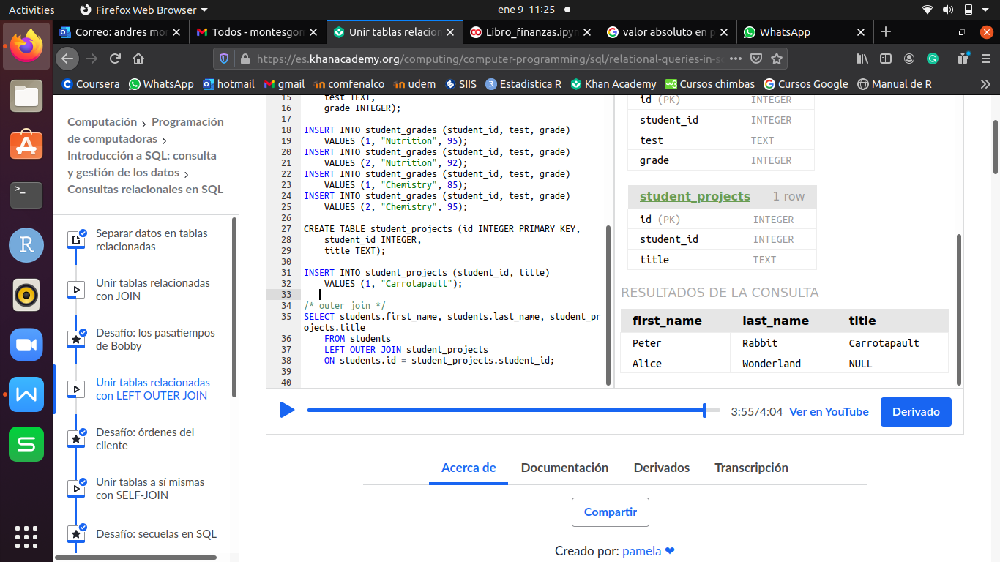 Activities
Firefox Web Browser
ene 9 11:25
Correo: andres mor
Todos - montesgom
Unir tablas relacion
Libro_finanzas.ipyn
valor absoluto en p
WhatsApp
https://es.khanacademy.org/computing/computer-programming/sql/relational-queries-in-sq
Coursera
WhatsApp
hotmail
gmail
comfenalco
udem
SIIS
Estadistica R
Khan Academy
Cursos chimbas
Cursos Google
Manual de R
Computación › Programación
de computadoras ›
Introducción a SQL: consulta
y gestión de los datos ›
Consultas relacionales en SQL
Separar datos en tablas
relacionadas
Unir tablas relacionadas
con JOIN
Desafío: los pasatiempos
de Bobby
Unir tablas relacionadas
con LEFT OUTER JOIN
Desafío: órdenes del
cliente
Unir tablas a sí mismas
con SELF-JOIN
Desafío: secuelas en SQL
15 test TEXT,
16 grade INTEGER);
17
18 INSERT INTO student_grades (student_id, test, grade)
19 VALUES (1, "Nutrition", 95);
20 INSERT INTO student_grades (student_id, test, grade)
21 VALUES (2, "Nutrition", 92);
22 INSERT INTO student_grades (student_id, test, grade)
23 VALUES (1, "Chemistry", 85);
24 INSERT INTO student_grades (student_id, test, grade)
25 VALUES (2, "Chemistry", 95);
26
27 CREATE TABLE student_projects (id INTEGER PRIMARY KEY,
28 student_id INTEGER,
29 title TEXT);
30
31 INSERT INTO student_projects (student_id, title)
32 VALUES (1, "Carrotapault");
33
34 /* outer join */
35 SELECT students.first_name, students.last_name, student_pr
ojects.title
36 FROM students
37 LEFT OUTER JOIN student_projects
38 ON students.id = student_projects.student_id;
39
40
id (PK) INTEGER
student_id INTEGER
test TEXT
grade INTEGER
student_projects 1 row
id (PK) INTEGER
student_id INTEGER
title TEXT
RESULTADOS DE LA CONSULTA
first_name last_name title
Peter Rabbit Carrotapault
Alice Wonderland NULL
3:55/4:04
Ver en YouTube
Derivado
Acerca de
Documentación
Derivados
Transcripción
Compartir
Creado por: pamela ❤